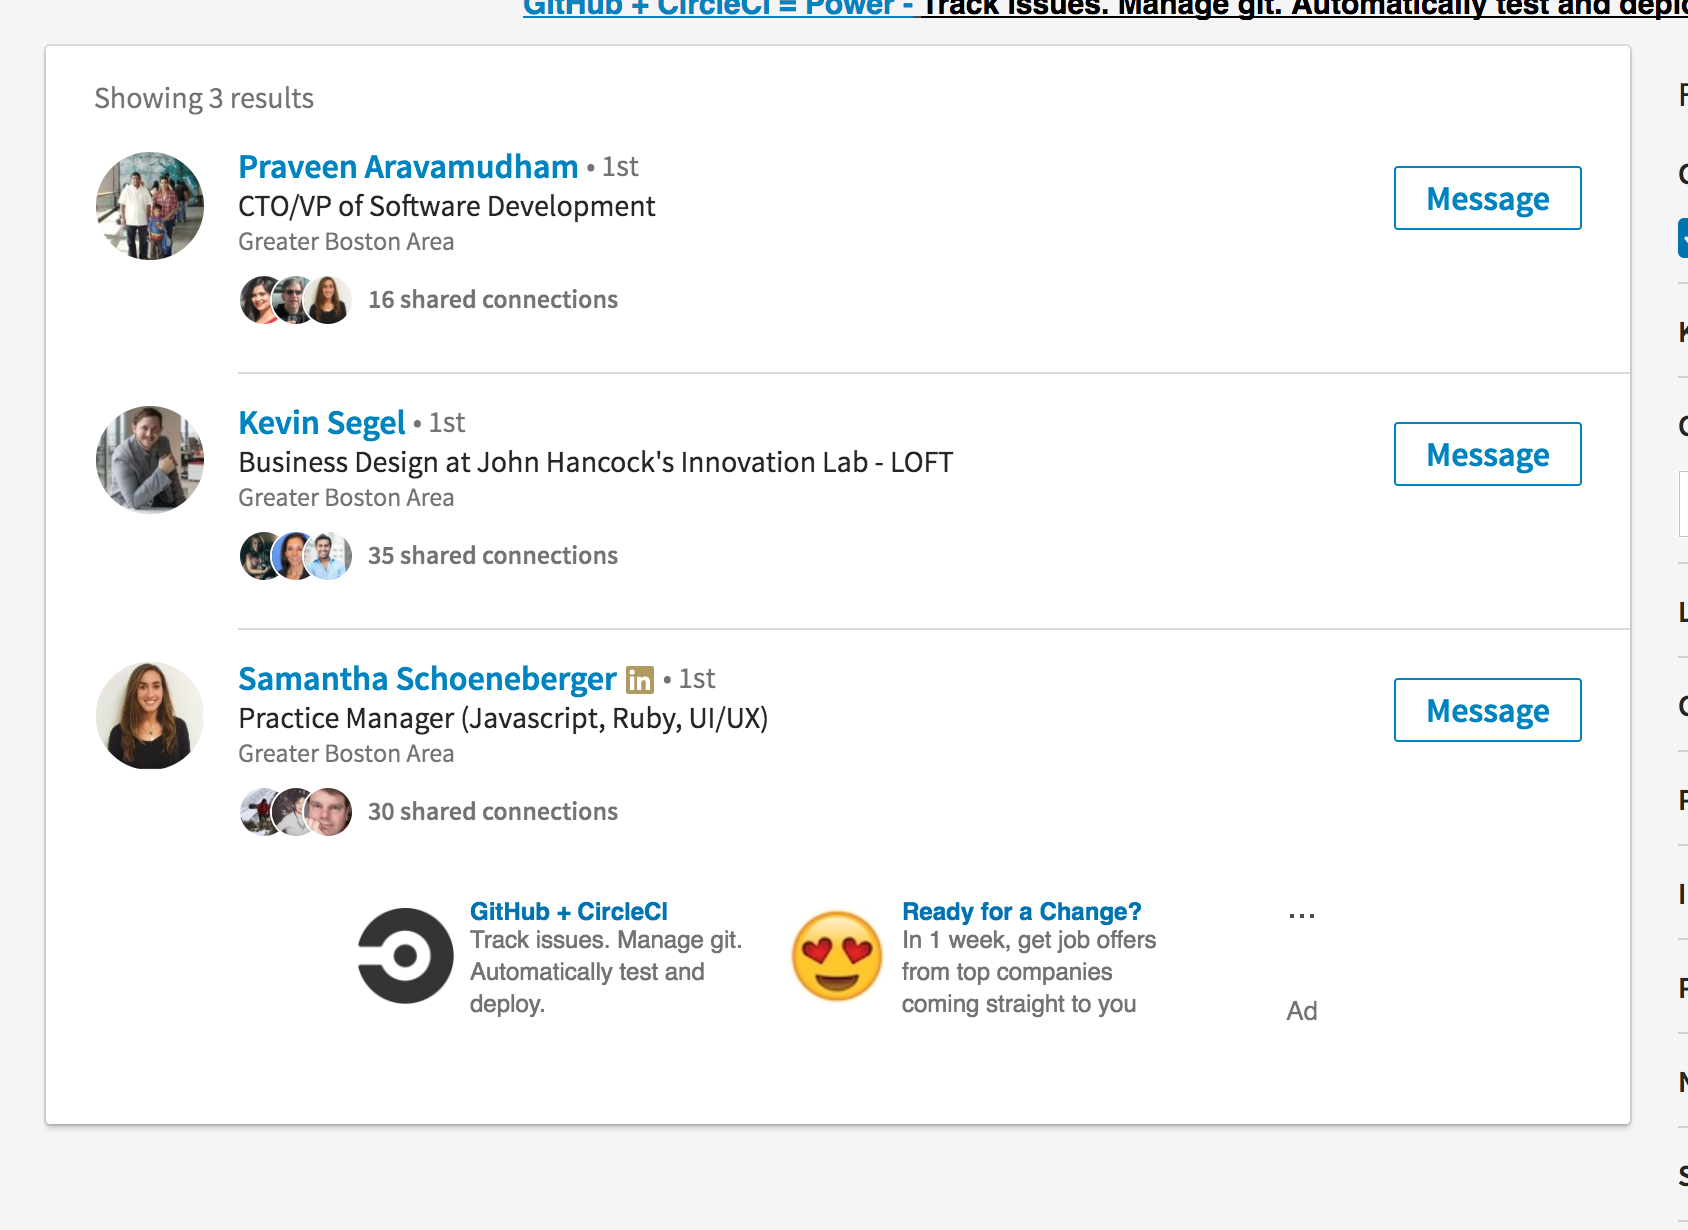 GitHub + CircleCI = Power - Track issues. Manage git. Automatically test and
Showing 3 results
Praveen Aravamudham • 1st
CTO/VP of Software Development
Greater Boston Area
Message
16 shared connections
Kevin Segel • 1st
Business Design at John Hancock's Innovation Lab - LOFT
Greater Boston Area
Message
35 shared connections
Samantha Schoeneberger in • 1st
Practice Manager (Javascript, Ruby, UI/UX)
Greater Boston Area
Message
30 shared connections
GitHub + CircleCI
Track issues. Manage git.
Automatically test and
deploy.
Ready for a Change?
In 1 week, get job offers
from top companies
coming straight to you
...
Ad